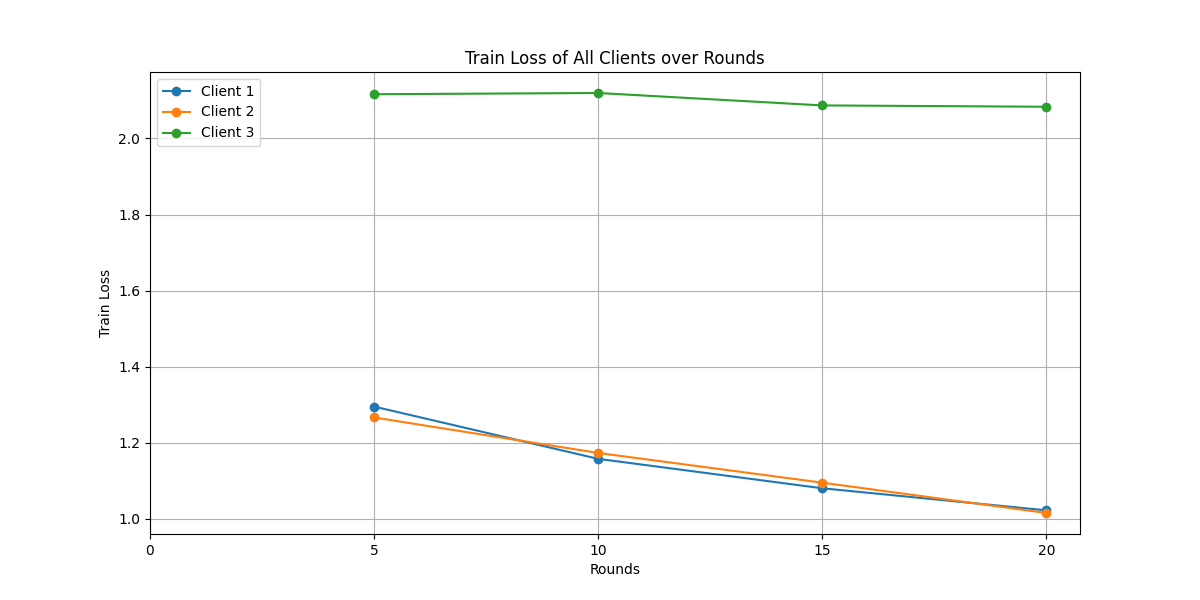 Train Loss of All Clients over Rounds
Client 1
Client 2
Client 3
2.0
1.8
1.6
1.4
1.2
1.0
Train Loss
0 5 10 15 20
Rounds